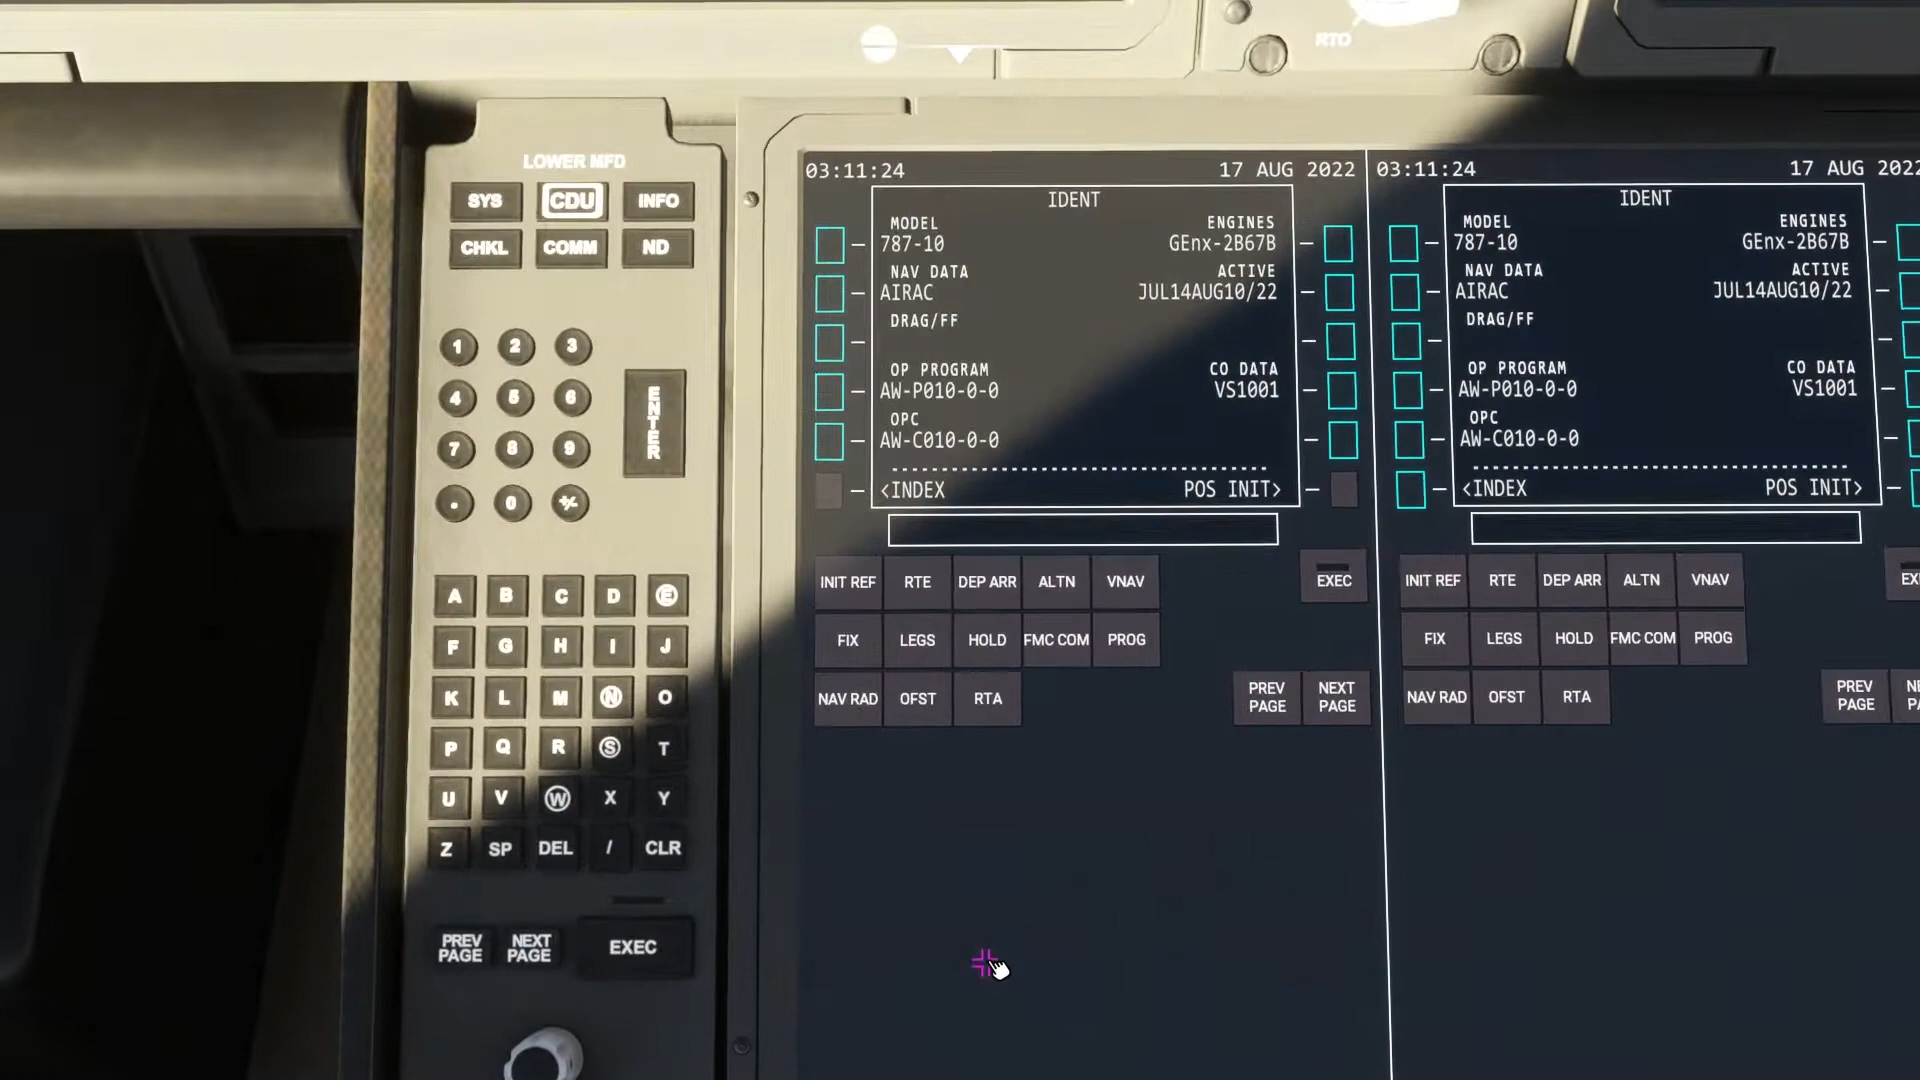 RTO
LOWER MFD
SYS CDU INFO
CHKL COMM ND
1 2 3
4 5 6
7 8 9
. 0 +/-
ENTER
A B C D E
F G H I J
K L M N O
P Q R S T
U V W X Y
Z SP DEL / CLR
PREV PAGE NEXT PAGE EXEC
03:11:24 17 AUG 2022
IDENT
MODEL ENGINES
787-10 GEnx-2B67B
NAV DATA ACTIVE
AIRAC JUL14AUG10/22
DRAG/FF
OP PROGRAM CO DATA
AW-P010-0-0 VS1001
OPC
AW-C010-0-0
<INDEX POS INIT>
INIT REF RTE DEP ARR ALTN VNAV EXEC
FIX LEGS HOLD FMC COM PROG
NAV RAD OFST RTA PREV PAGE NEXT PAGE
03:11:24 17 AUG 2022
IDENT
MODEL ENGINES
787-10 GEnx-2B67B
NAV DATA ACTIVE
AIRAC JUL14AUG10/22
DRAG/FF
OP PROGRAM CO DATA
AW-P010-0-0 VS1001
OPC
AW-C010-0-0
<INDEX POS INIT>
INIT REF RTE DEP ARR ALTN VNAV
FIX LEGS HOLD FMC COM PROG
NAV RAD OFST RTA PREV PAGE